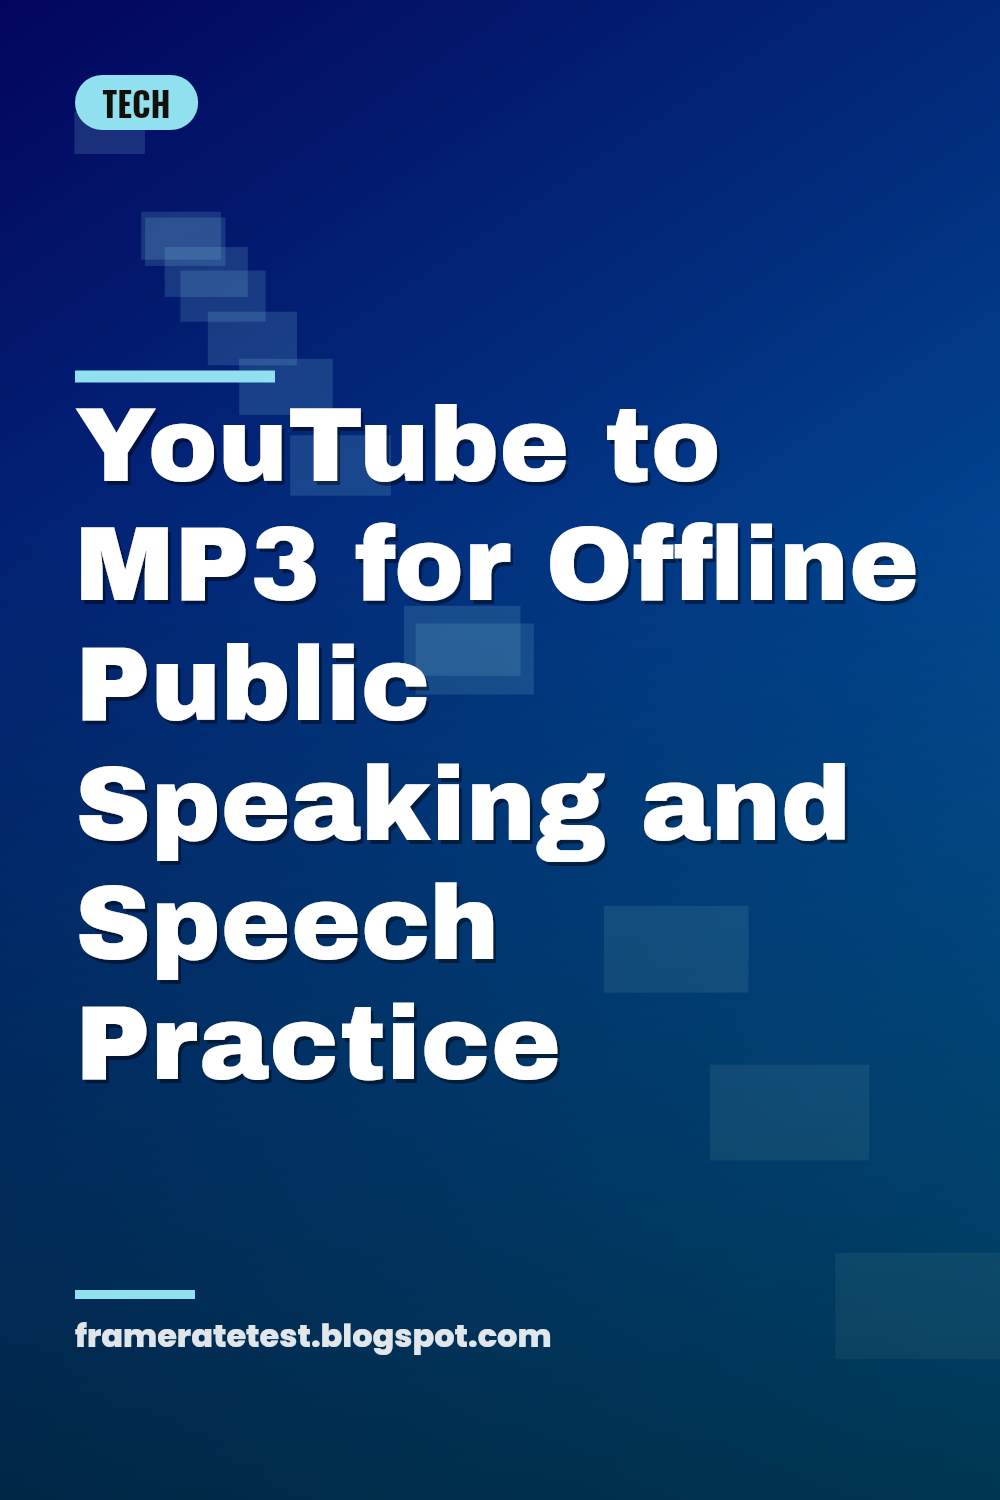 TECH
YouTube to
MP3 for Offline
Public
Speaking and
Speech
Practice
frameratetest.blogspot.com